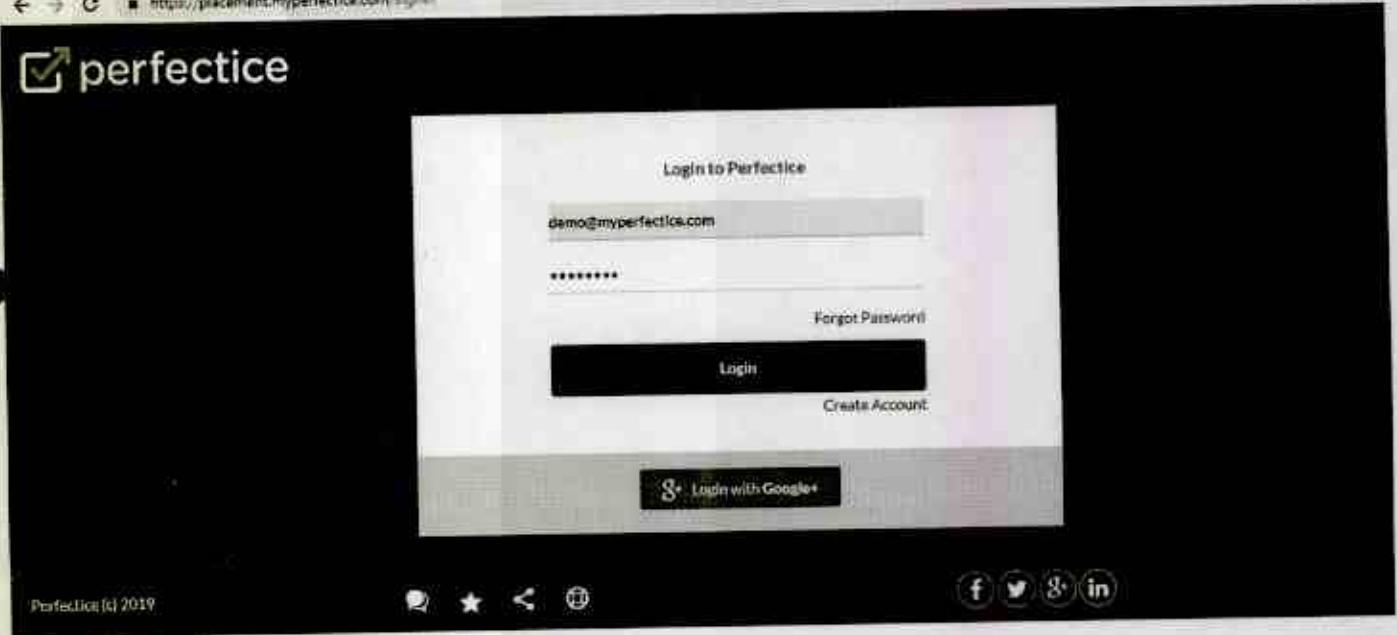 perfectice
Login to Perfectice
demo@myperfectice.com
••••••••
Forgot Password
Login
Create Account
Login with Google+
Perfectice (c) 2019